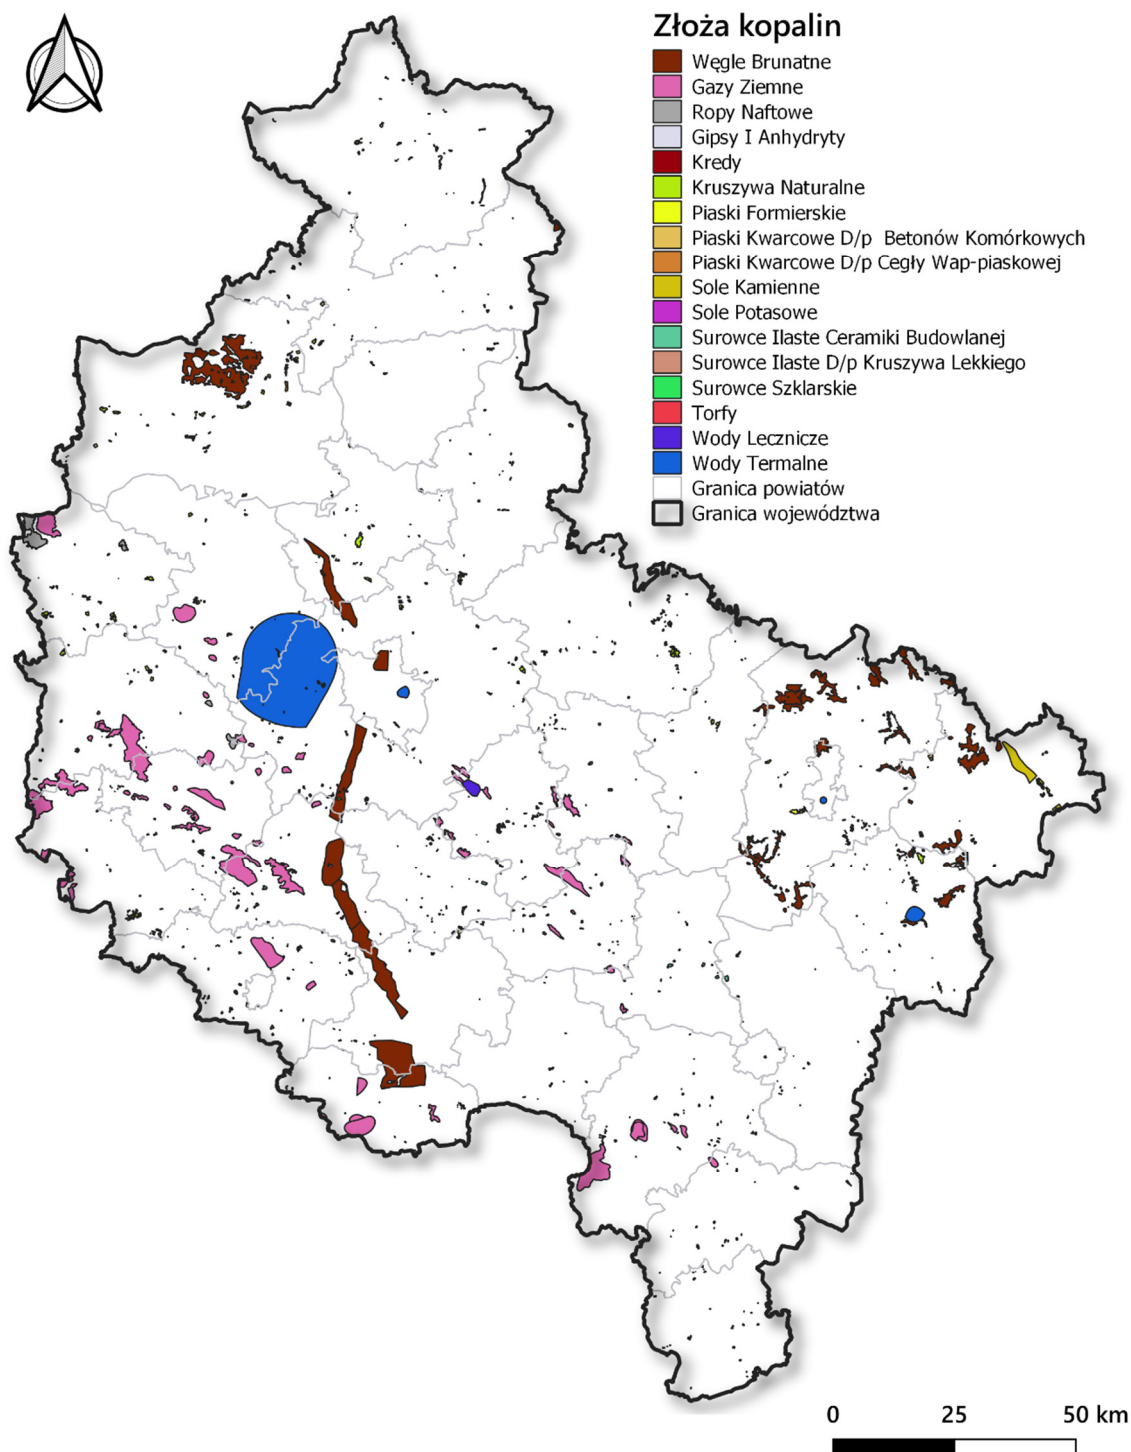 Złoża kopalin
Węgle Brunatne
Gazy Ziemne
Ropy Naftowe
Gipsy I Anhydryty
Kredy
Kruszywa Naturalne
Piaski Formierskie
Piaski Kwarcowe D/p Betonów Komórkowych
Piaski Kwarcowe D/p Cegły Wap-piaskowej
Sole Kamienne
Sole Potasowe
Surowce Ilaste Ceramiki Budowlanej
Surowce Ilaste D/p Kruszywa Lekkiego
Surowce Szklarskie
Torfy
Wody Lecznicze
Wody Termalne
Granica powiatów
Granica województwa
0 25 50 km